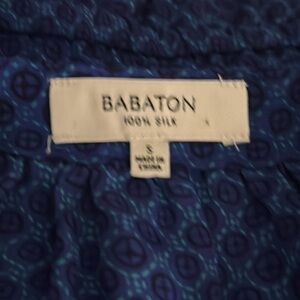 BABATON
100% SILK
S
MADE IN
CHINA